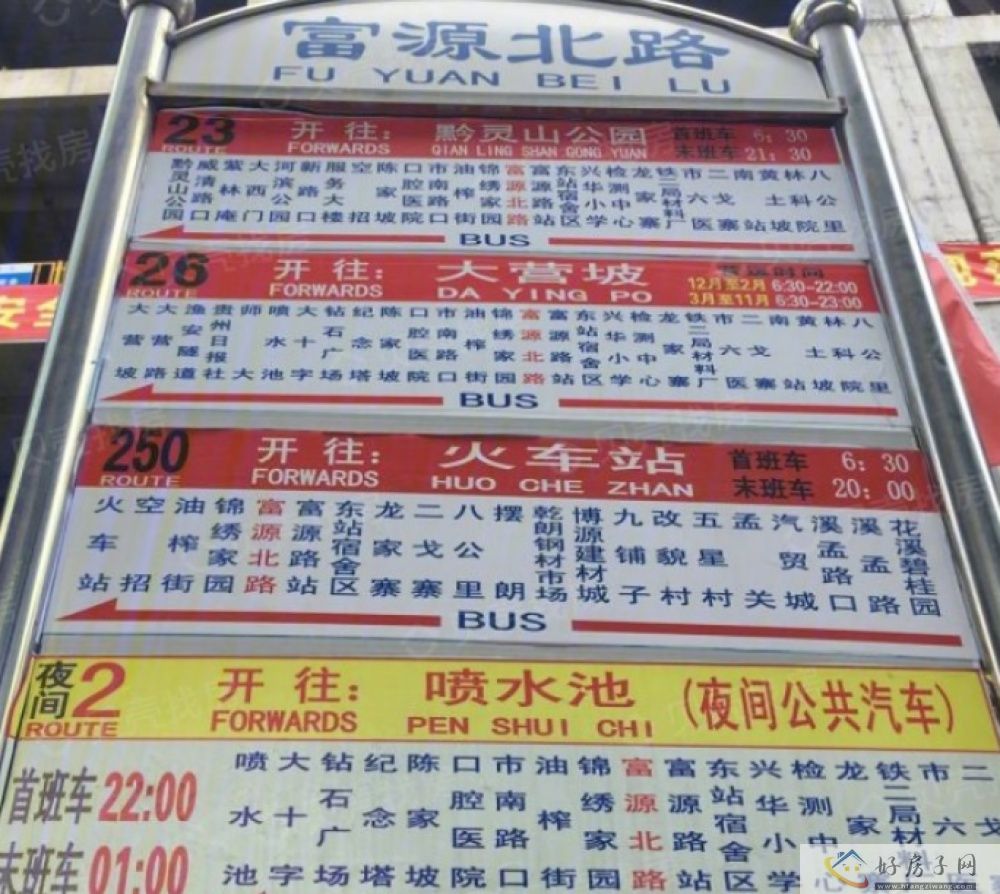 富源北路
FU YUAN BEI LU
23 ROUTE
开往:
FORWARDS
黔灵山公园
QIAN LING SHAN GONG YUAN
首班车 6:30
末班车 21:30
黔灵山公园 威清路口 紫林庵 大西门 河滨公园 新路口 服务大楼 空招 陈家坡 口腔医院 市南路口 油榨街 锦绣家园 富源北路 富源路站 东站宿舍区 兴华小学 检测中心 龙家寨 铁二局材料厂 市六医 二戈寨 南站 黄土坡 林科院 八公里
BUS
26 ROUTE
开往:
FORWARDS
大营坡
DA YING PO
营运时间
12月至2月 6:30-22:00
3月至11月 6:30-23:00
大营坡 大营路 渔安隧道 贵州日报社 师大 喷水池 大十字 钻石广场 纪念塔 陈家坡 口腔医院 市南路口 油榨街 锦绣家园 富源北路 富源路站 东站宿舍区 兴华小学 检测中心 龙家寨 铁二局材料厂 市六医 二戈寨 南站 黄土坡 林科院 八公里
BUS
250 ROUTE
开往:
FORWARDS
火车站
HUO CHE ZHAN
首班车 6:30
末班车 20:00
火车站 空招 油榨街 锦绣家园 富源北路 富源路站 东站宿舍区 龙家寨 二戈寨 八公里 摆朗 乾朗钢材市场 博源建材城 九铺子 改貌村 五星村 孟关 汽贸城 溪孟路口 溪孟路 花溪碧桂园
BUS
夜间2 ROUTE
开往:
FORWARDS
喷水池
PEN SHUI CHI
(夜间公共汽车)
首班车 22:00
末班车 01:00
喷水池 大十字 钻石广场 纪念塔 陈家坡 口腔医院 市南路口 油榨街 锦绣家园 富源北路 富源路站 东站宿舍区 兴华小学 检测中心 龙家 铁二局材料 市六 二戈
安全
好房子网
www.hfangziwang.com